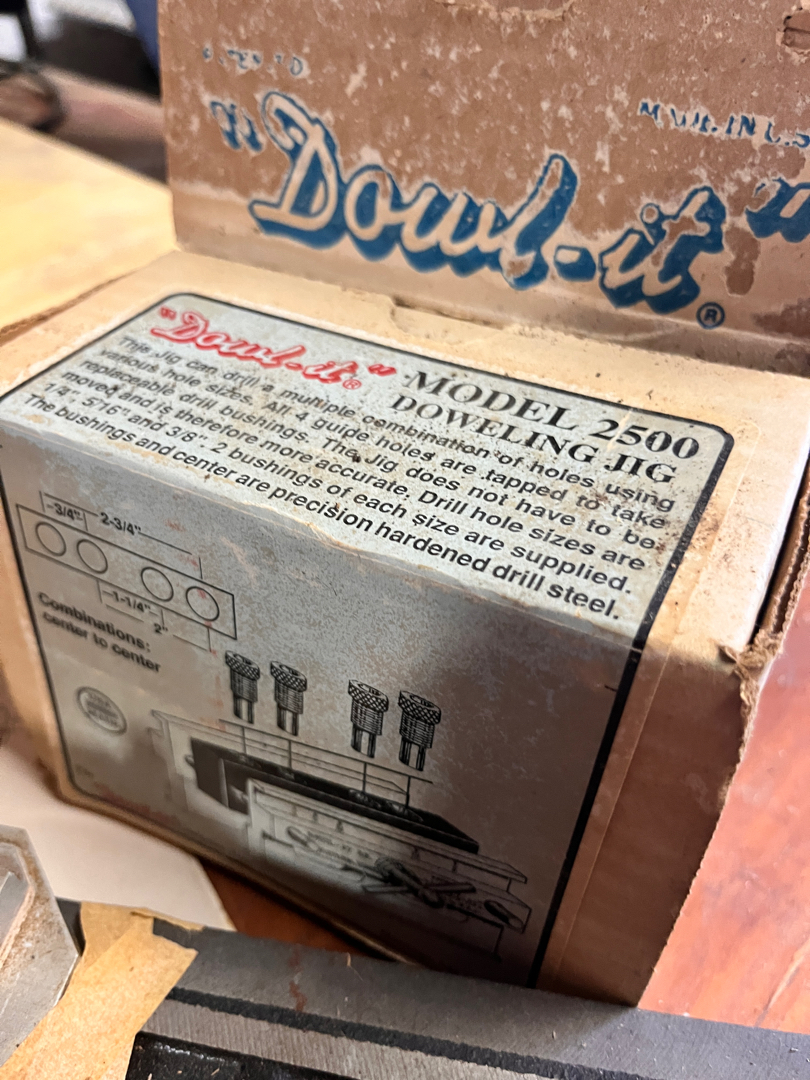 "Dowl-it"®
"Dowl-it"® MODEL 2500
DOWELING JIG
This Jig can drill a multiple combination of holes using
various hole sizes. All 4 guide holes are tapped to take
replaceable drill bushings. The Jig does not have to be
moved and is therefore more accurate. Drill hole sizes are
1/4", 5/16" and 3/8". 2 bushings of each size are supplied.
The bushings and center are precision hardened drill steel.
3/4"
2-3/4"
1-1/4"
2"
Combinations:
center to center